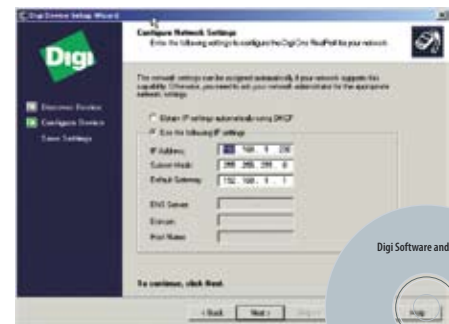 Digi Device Setup Wizard
Configure Network Settings
Enter the following settings to configure the Digi One RealPort for your network.
Digi
The network settings can be assigned automatically if your network supports this
capability. Otherwise, you need to ask your network administrator for the appropriate
network settings.
Discover Device
Configure Device
Save Settings
Obtain IP settings automatically using DHCP
Use the following IP settings
IP Address:
Subnet Mask: 255 . 255 . 255 . 0
Default Gateway: 192 . 168 . 1 . 1
DNS Server:
Domain:
Host Name:
Digi Software and
To continue, click Next.
< Back Next > Help